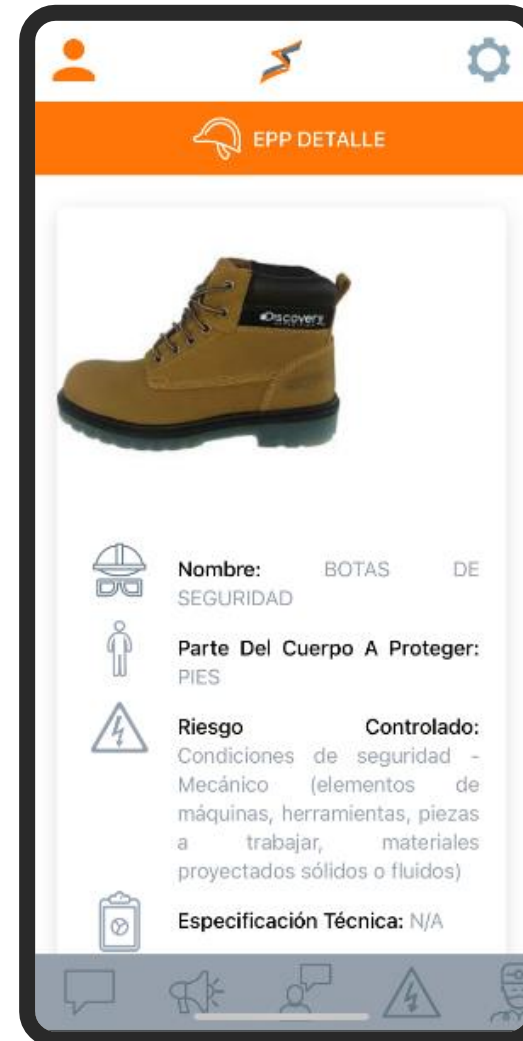 EPP DETALLE
Discovery
Nombre: BOTAS DE
SEGURIDAD
Parte Del Cuerpo A Proteger:
PIES
Riesgo Controlado:
Condiciones de seguridad -
Mecánico (elementos de
máquinas, herramientas, piezas
a trabajar, materiales
proyectados sólidos o fluidos)
Especificación Técnica: N/A